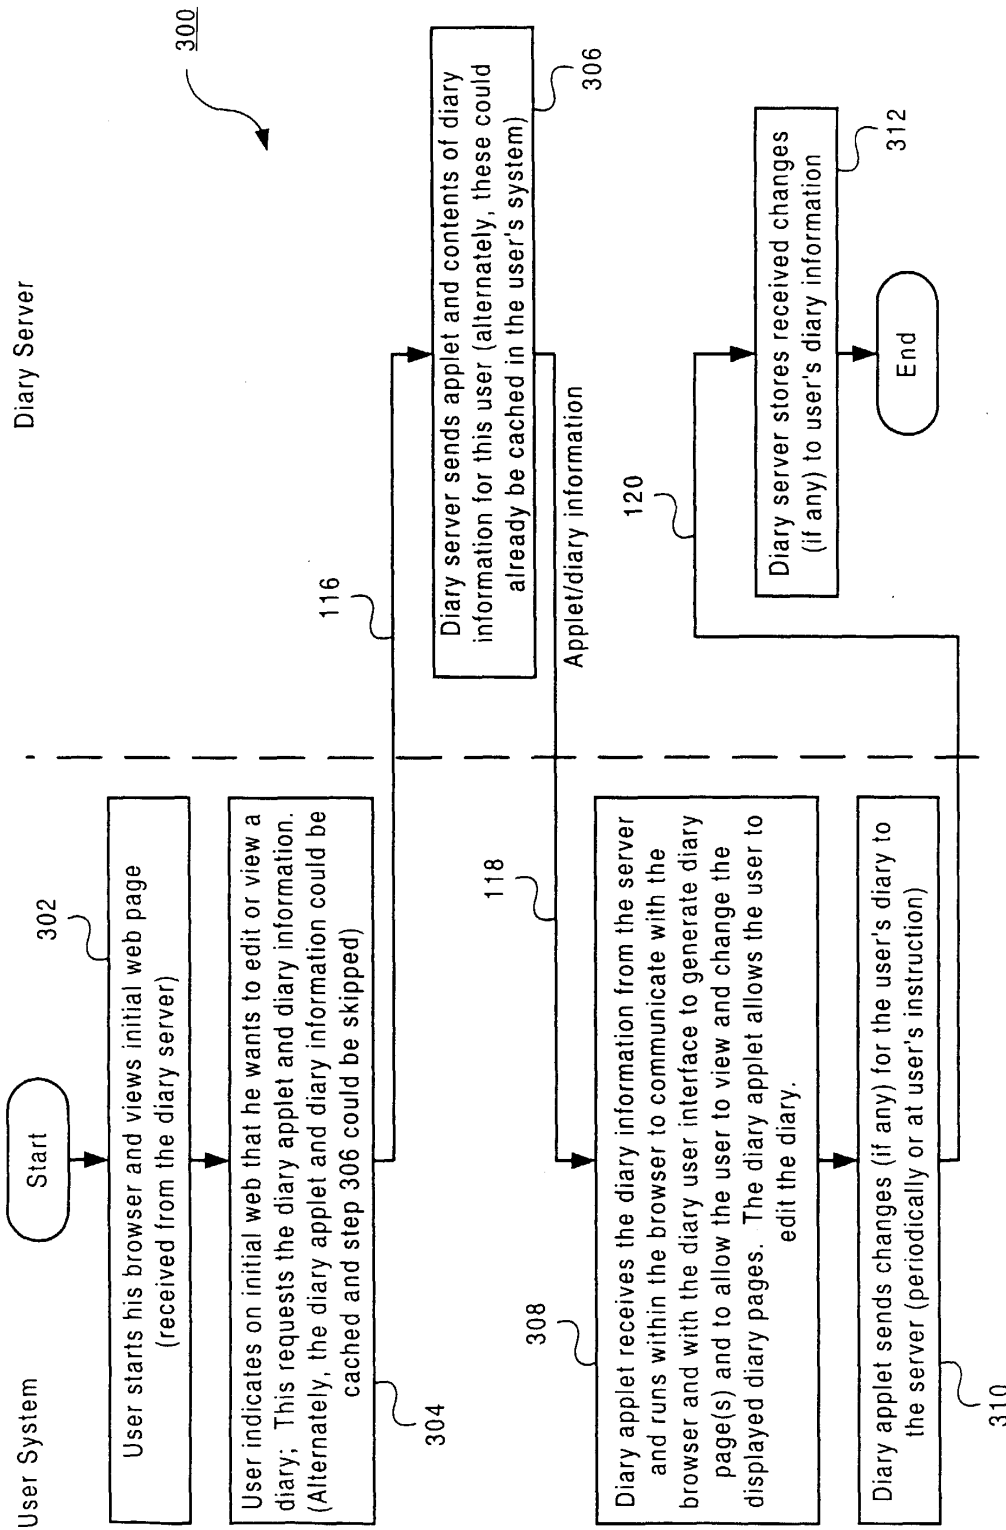 User System
Diary Server
300
Start
302
User starts his browser and views initial web page
(received from the diary server)
User indicates on initial web that he wants to edit or view a
diary; This requests the diary applet and diary information.
(Alternately, the diary applet and diary information could be
cached and step 306 could be skipped)
304
116
Diary server sends applet and contents of diary
information for this user (alternately, these could
already be cached in the user's system)
306
Applet/diary information
118
Diary applet receives the diary information from the server
and runs within the browser to communicate with the
browser and with the diary user interface to generate diary
page(s) and to allow the user to view and change the
displayed diary pages. The diary applet allows the user to
edit the diary.
308
Diary applet sends changes (if any) for the user's diary to
the server (periodically or at user's instruction)
310
120
Diary server stores received changes
(if any) to user's diary information
312
End